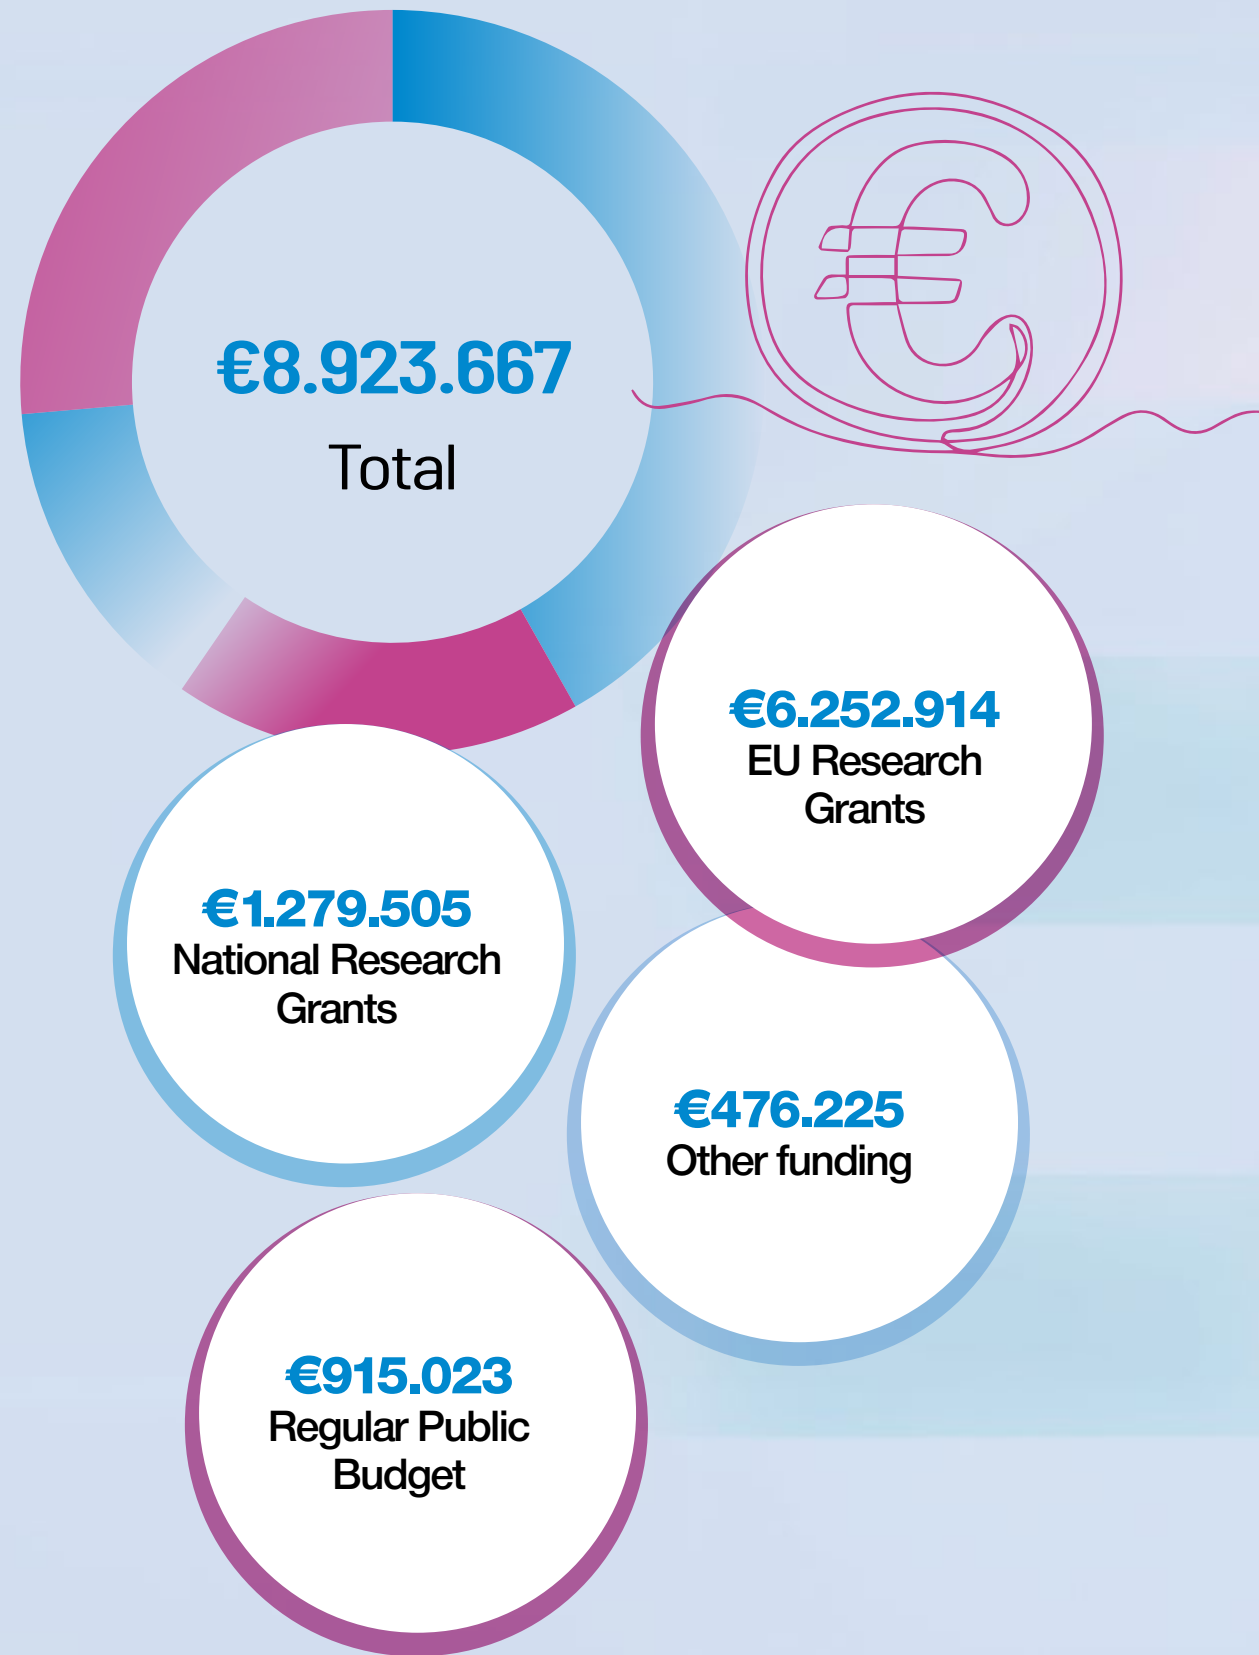 €8.923.667
Total
€6.252.914
EU Research
Grants
€1.279.505
National Research
Grants
€476.225
Other funding
€915.023
Regular Public
Budget